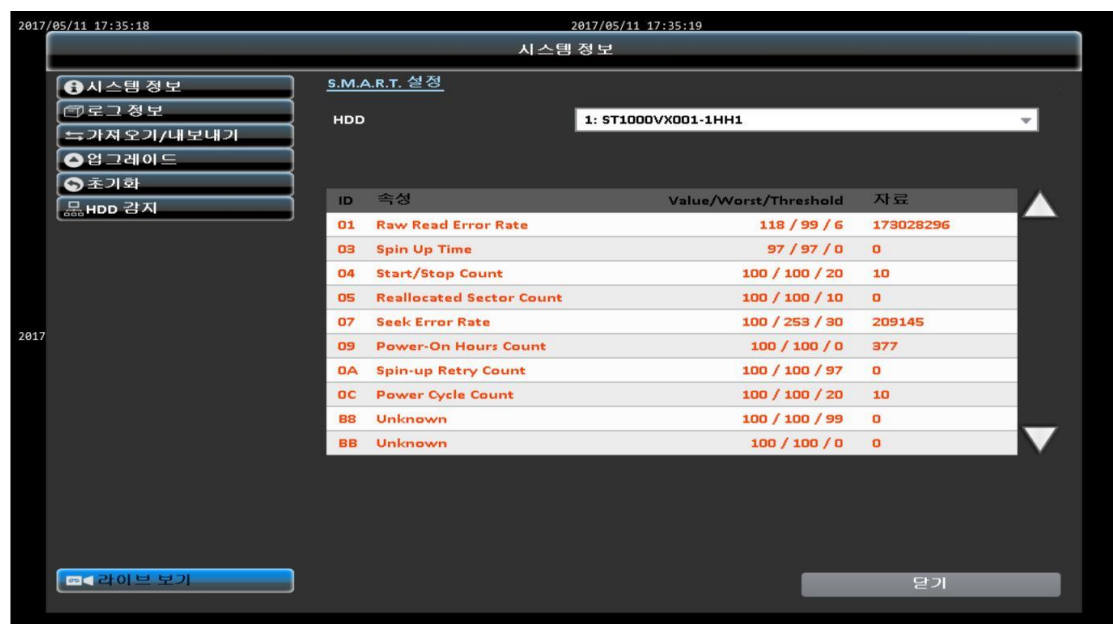 2017/05/11 17:35:18 2017/05/11 17:35:19
시스템 정보
시스템 정보
로그 정보
가져오기/내보내기
업그레이드
초기화
HDD 감지
2017
S.M.A.R.T. 설정
HDD 1: ST1000VX001-1HH1
ID 속성 Value/Worst/Threshold 자료
01 Raw Read Error Rate 118 / 99 / 6 173028296
03 Spin Up Time 97 / 97 / 0 0
04 Start/Stop Count 100 / 100 / 20 10
05 Reallocated Sector Count 100 / 100 / 10 0
07 Seek Error Rate 100 / 253 / 30 209145
09 Power-On Hours Count 100 / 100 / 0 377
0A Spin-up Retry Count 100 / 100 / 97 0
0C Power Cycle Count 100 / 100 / 20 10
B8 Unknown 100 / 100 / 99 0
BB Unknown 100 / 100 / 0 0
라이브 보기
닫기